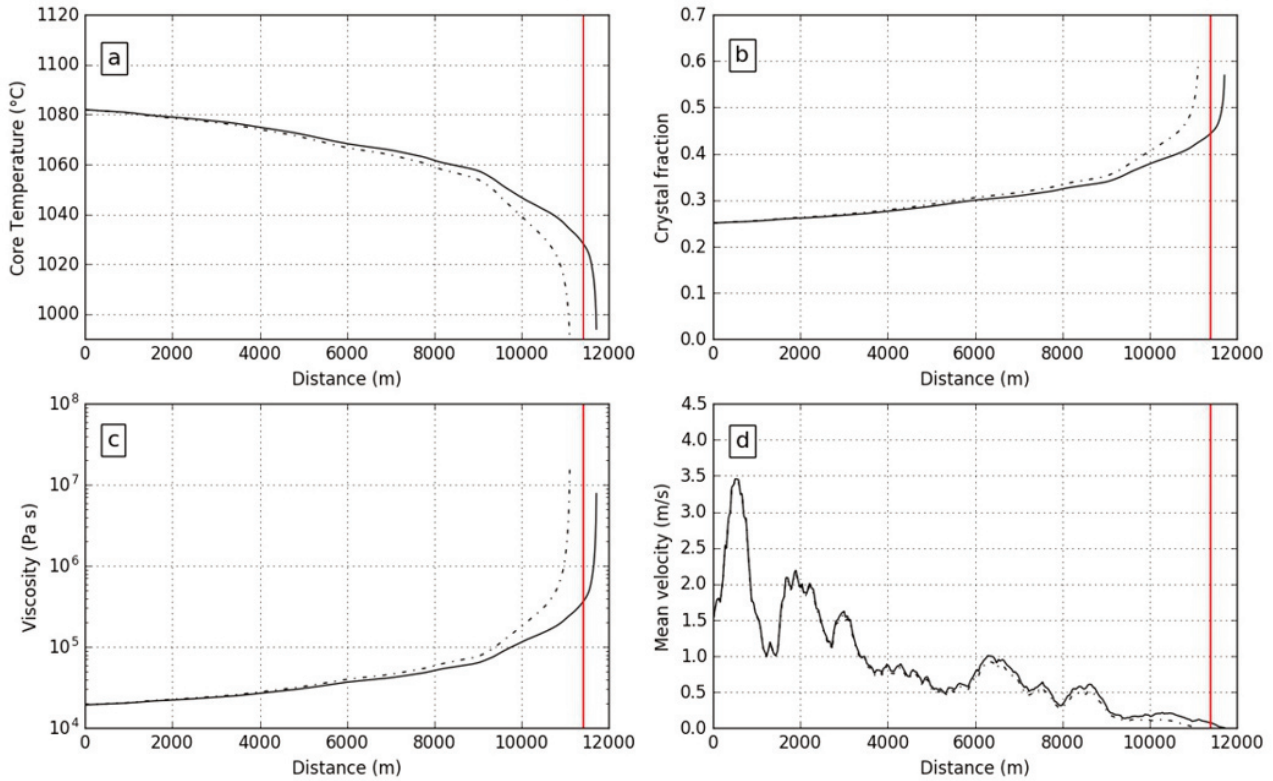 a
Core Temperature (°C)
1120
1100
1080
1060
1040
1020
1000
0 2000 4000 6000 8000 10000 12000
Distance (m)
b
Crystal fraction
0.7
0.6
0.5
0.4
0.3
0.2
0.1
0.0
0 2000 4000 6000 8000 10000 12000
Distance (m)
c
Viscosity (Pa s)
10⁸
10⁷
10⁶
10⁵
10⁴
0 2000 4000 6000 8000 10000 12000
Distance (m)
d
Mean velocity (m/s)
4.5
4.0
3.5
3.0
2.5
2.0
1.5
1.0
0.5
0.0
0 2000 4000 6000 8000 10000 12000
Distance (m)